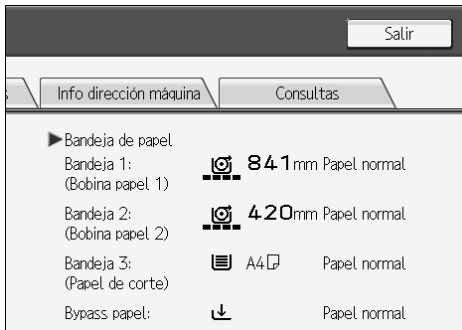 Salir
s Info dirección máquina Consultas
▶Bandeja de papel
Bandeja 1: 841mm Papel normal
(Bobina papel 1)
Bandeja 2: 420mm Papel normal
(Bobina papel 2)
Bandeja 3: A4 Papel normal
(Papel de corte)
Bypass papel: Papel normal